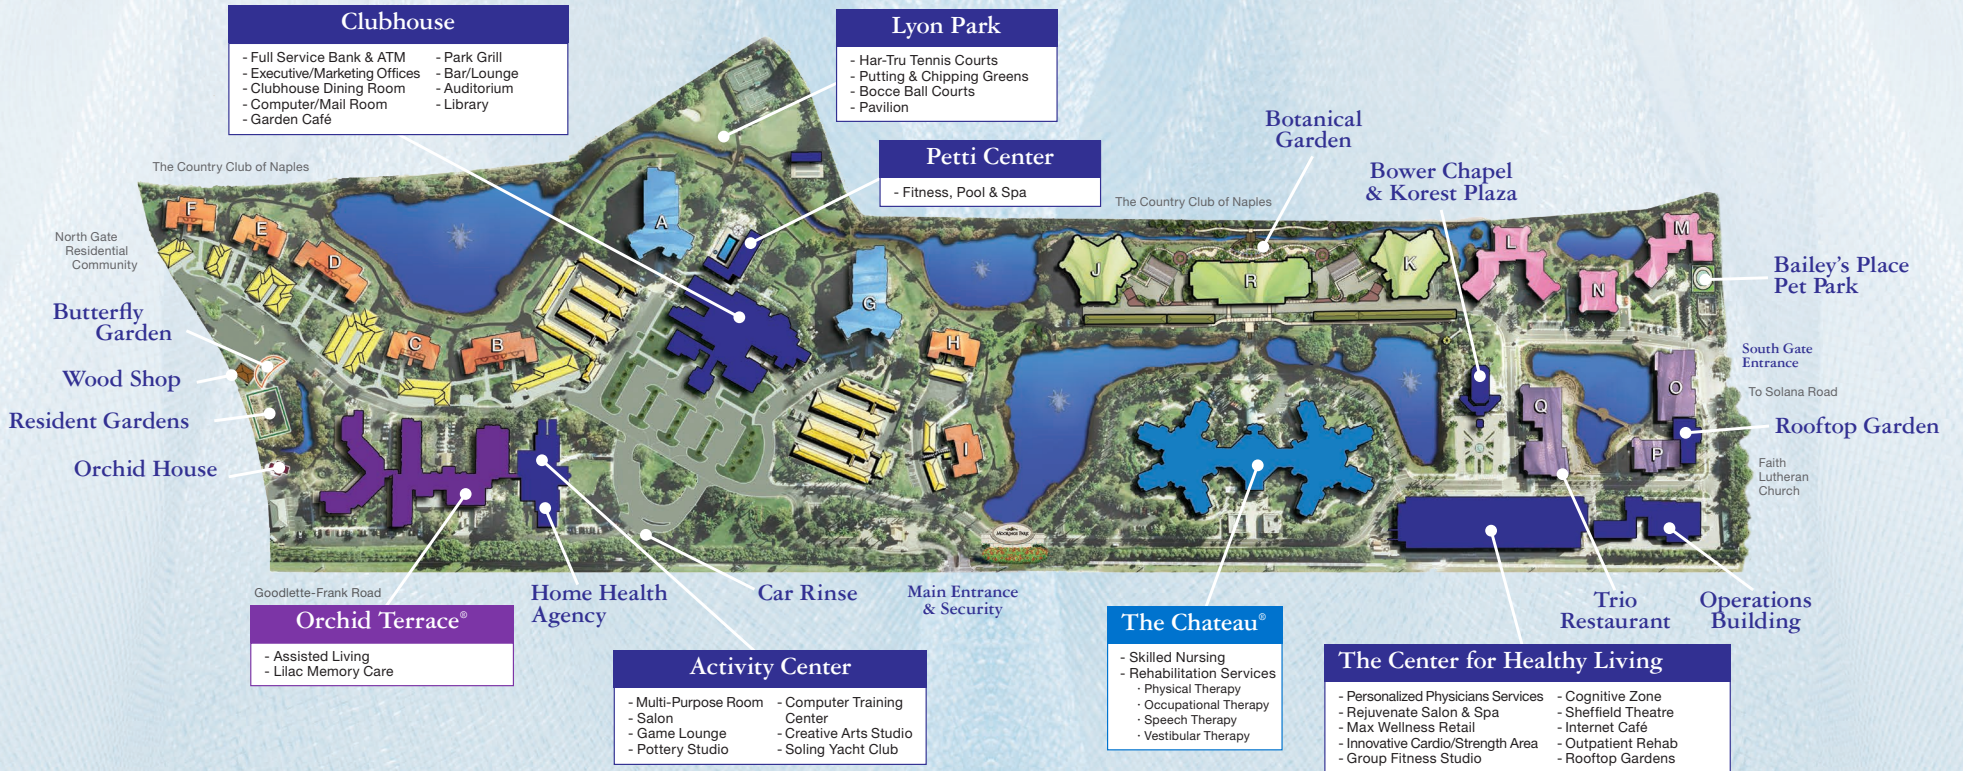 Clubhouse
- Full Service Bank & ATM
- Executive/Marketing Offices
- Clubhouse Dining Room
- Computer/Mail Room
- Garden Café
- Park Grill
- Bar/Lounge
- Auditorium
- Library
Lyon Park
- Har-Tru Tennis Courts
- Putting & Chipping Greens
- Bocce Ball Courts
- Pavilion
Petti Center
- Fitness, Pool & Spa
Botanical
Garden
Bower Chapel
& Korest Plaza
The Country Club of Naples
The Country Club of Naples
North Gate
Residential
Community
Butterfly
Garden
Wood Shop
Resident Gardens
Orchid House
Bailey's Place
Pet Park
South Gate
Entrance
To Solana Road
Rooftop Garden
Faith
Lutheran
Church
F
E
D
C
B
A
G
H
I
J
R
K
L
M
N
O
Q
P
Moorings Park
Goodlette-Frank Road
Orchid Terrace®
- Assisted Living
- Lilac Memory Care
Home Health
Agency
Car Rinse
Main Entrance
& Security
Activity Center
- Multi-Purpose Room
- Salon
- Game Lounge
- Pottery Studio
- Computer Training
Center
- Creative Arts Studio
- Soling Yacht Club
The Chateau®
- Skilled Nursing
- Rehabilitation Services
· Physical Therapy
· Occupational Therapy
· Speech Therapy
· Vestibular Therapy
Trio
Restaurant
Operations
Building
The Center for Healthy Living
- Personalized Physicians Services
- Rejuvenate Salon & Spa
- Max Wellness Retail
- Innovative Cardio/Strength Area
- Group Fitness Studio
- Cognitive Zone
- Sheffield Theatre
- Internet Café
- Outpatient Rehab
- Rooftop Gardens